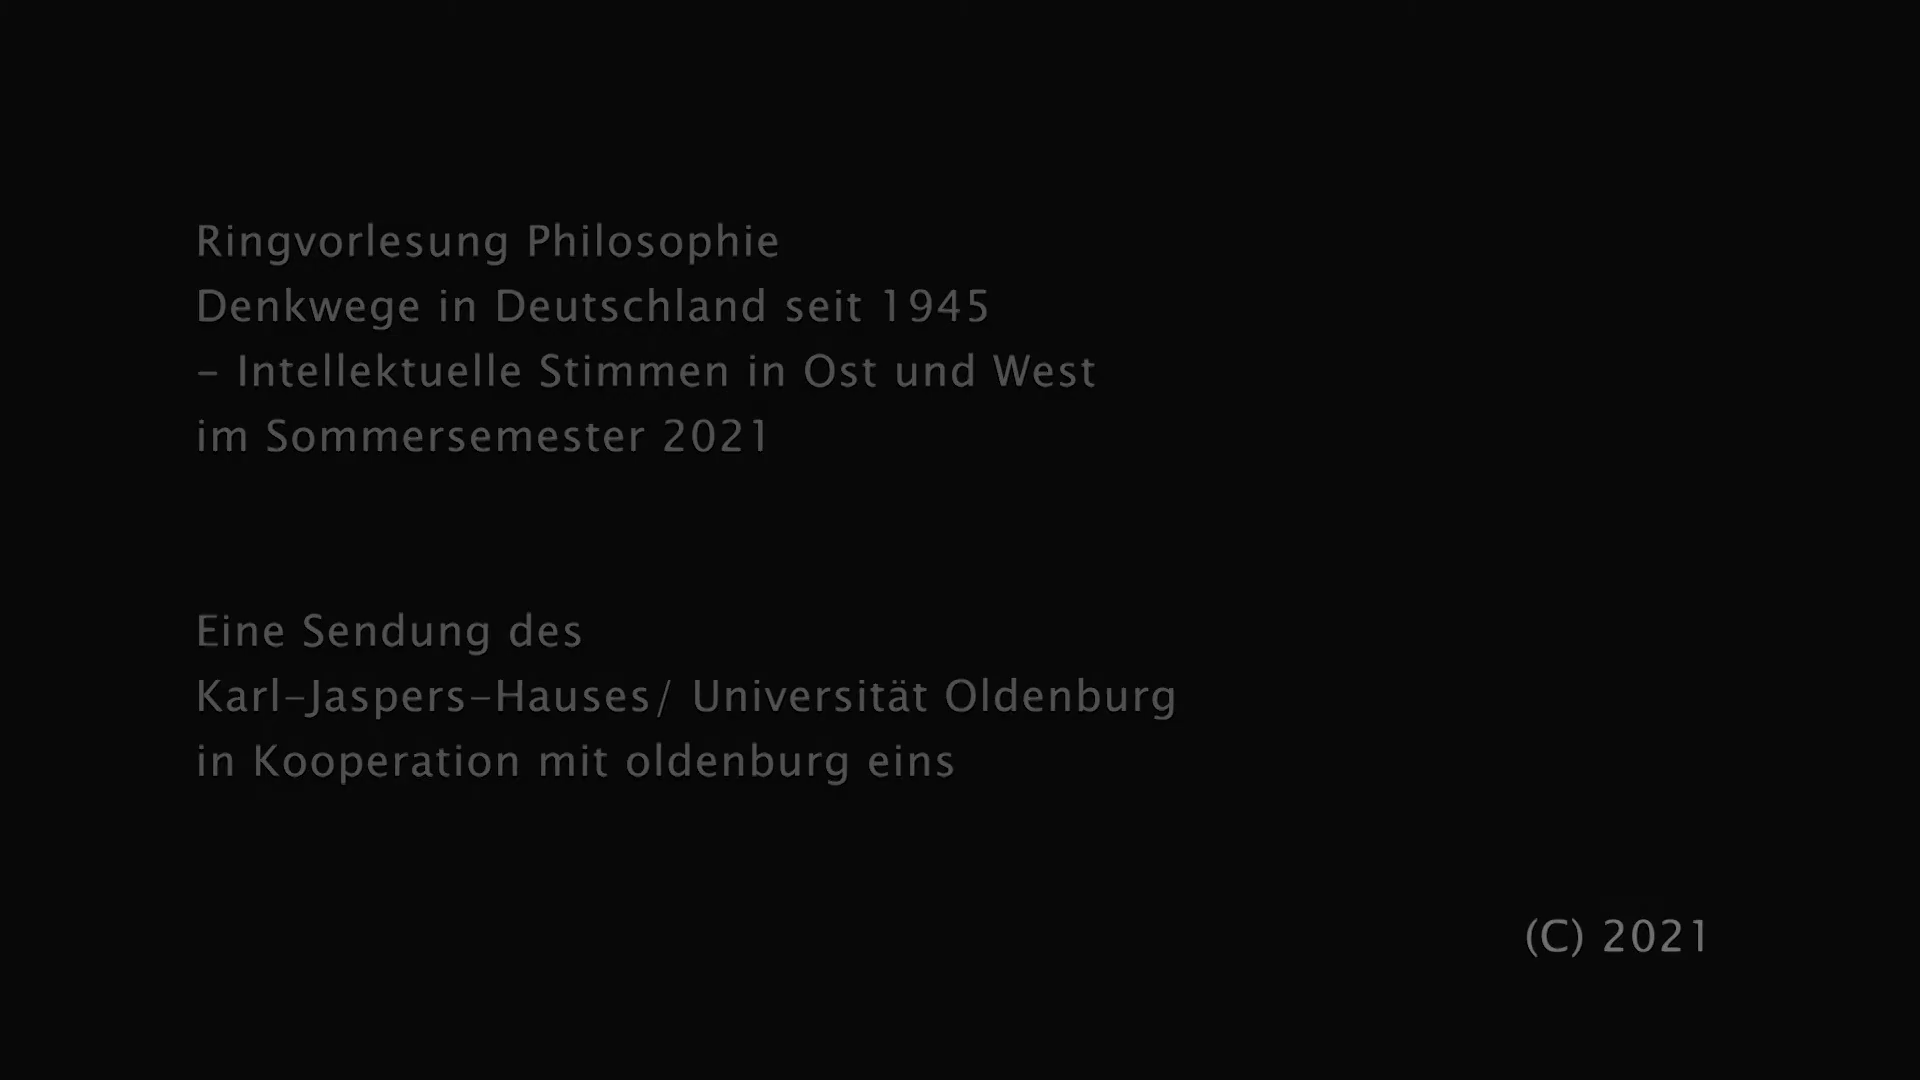 Ringvorlesung Philosophie
Denkwege in Deutschland seit 1945
- Intellektuelle Stimmen in Ost und West
im Sommersemester 2021
Eine Sendung des
Karl-Jaspers-Hauses/ Universität Oldenburg
in Kooperation mit oldenburg eins
(C) 2021